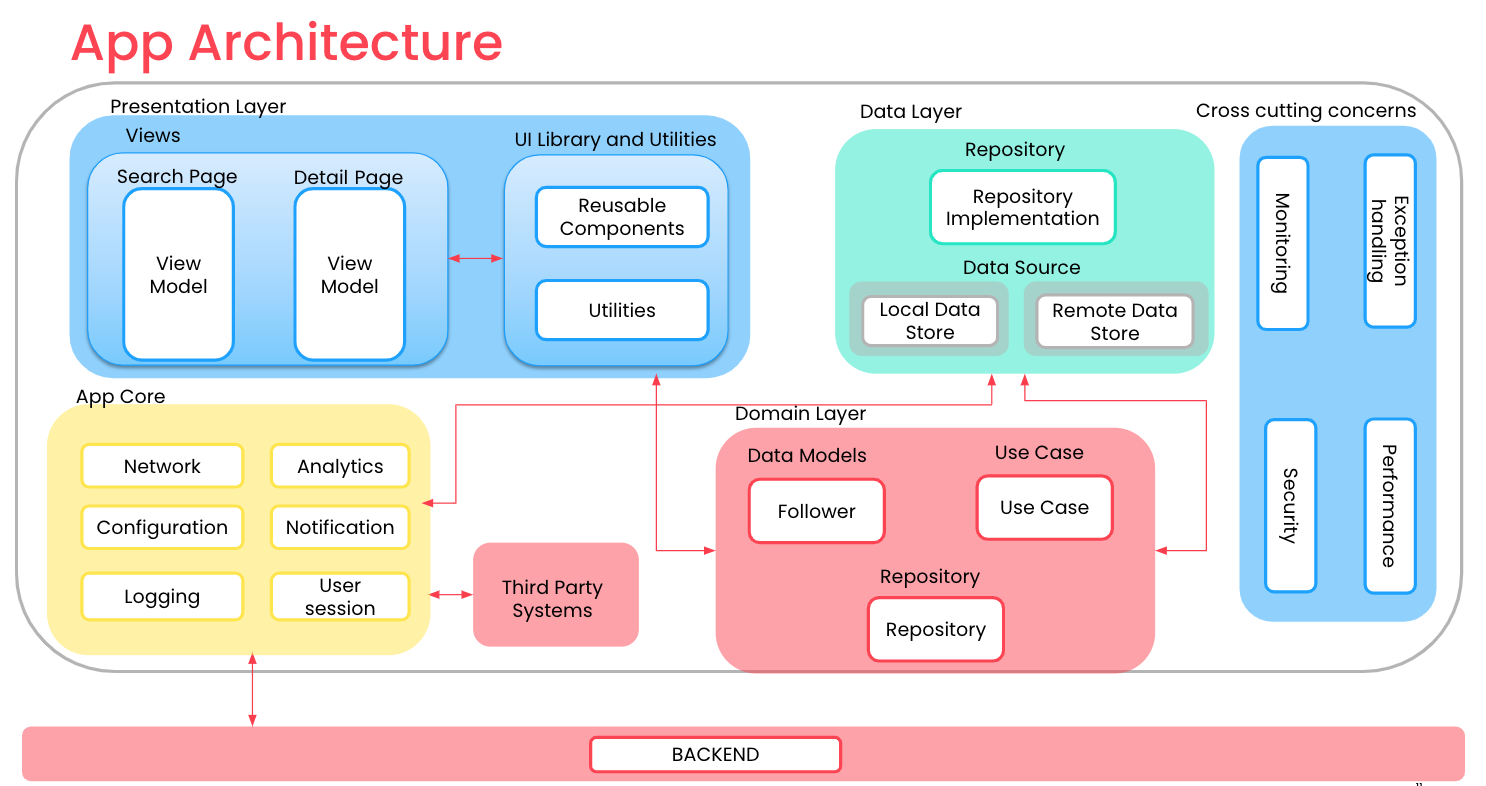 App Architecture
Presentation Layer
Views
Search Page
View
Model
Detail Page
View
Model
UI Library and Utilities
Reusable
Components
Utilities
Data Layer
Repository
Repository
Implementation
Data Source
Local Data
Store
Remote Data
Store
Cross cutting concerns
Monitoring
Exception
handling
Security
Performance
App Core
Network
Analytics
Configuration
Notification
Logging
User
session
Third Party
Systems
Domain Layer
Data Models
Follower
Use Case
Use Case
Repository
Repository
BACKEND